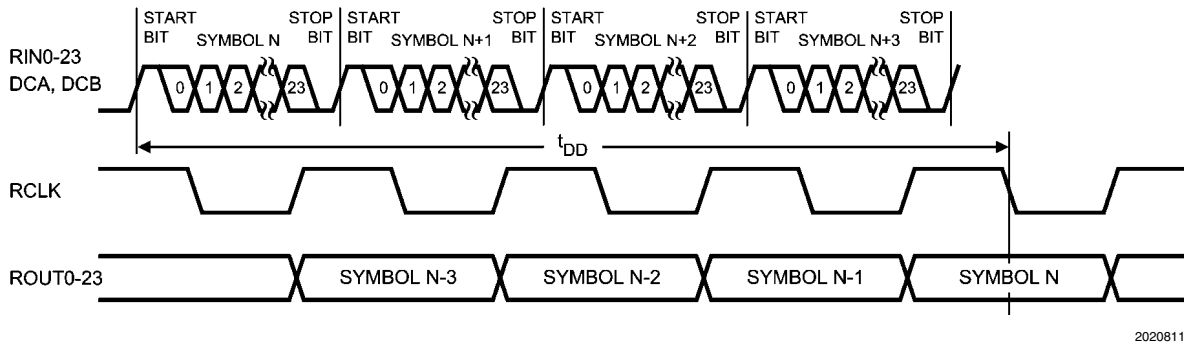 START BIT SYMBOL N STOP BIT
START BIT SYMBOL N+1 STOP BIT
START BIT SYMBOL N+2 STOP BIT
START BIT SYMBOL N+3 STOP BIT
RIN0-23
DCA, DCB
0 1 2 23 0 1 2 23 0 1 2 23 0 1 2 23
tDD
RCLK
ROUT0-23 SYMBOL N-3 SYMBOL N-2 SYMBOL N-1 SYMBOL N
2020811